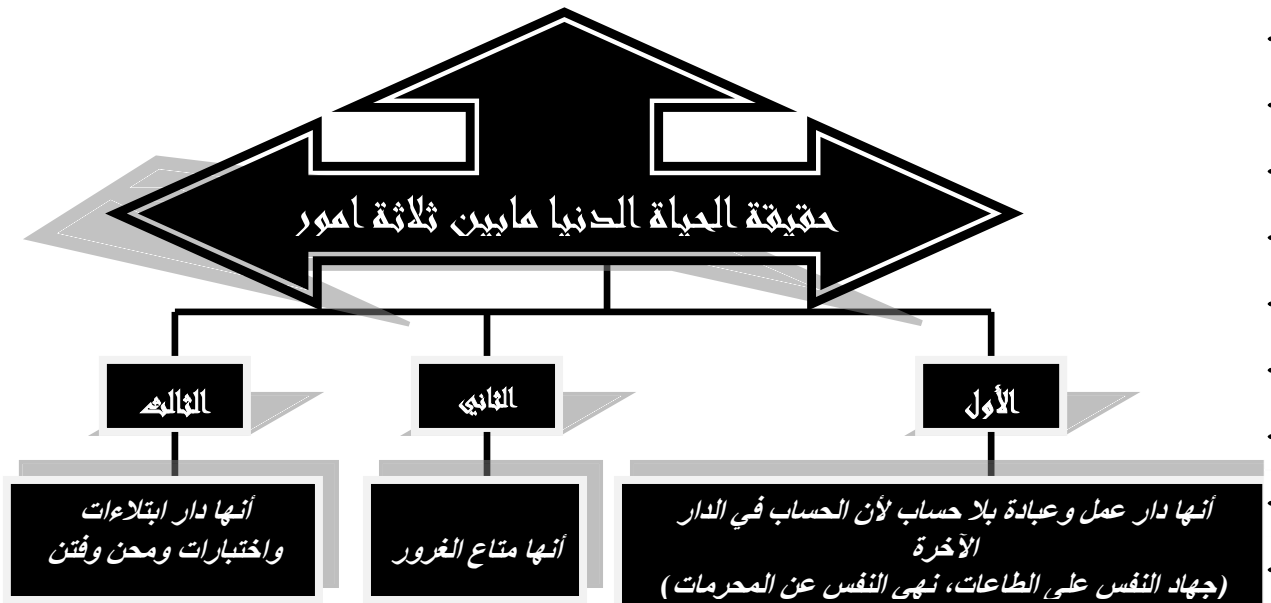 حقيقة الحياة الدنيا مابين ثلاثة امور
الأول
الثاني
الثالث
أنها دار عمل وعبادة بلا حساب لأن الحساب في الدار
الآخرة
(جهاد النفس على الطاعات، نهى النفس عن المحرمات)
أنها متاع الغرور
أنها دار ابتلاءات
واختبارات ومحن وفتن